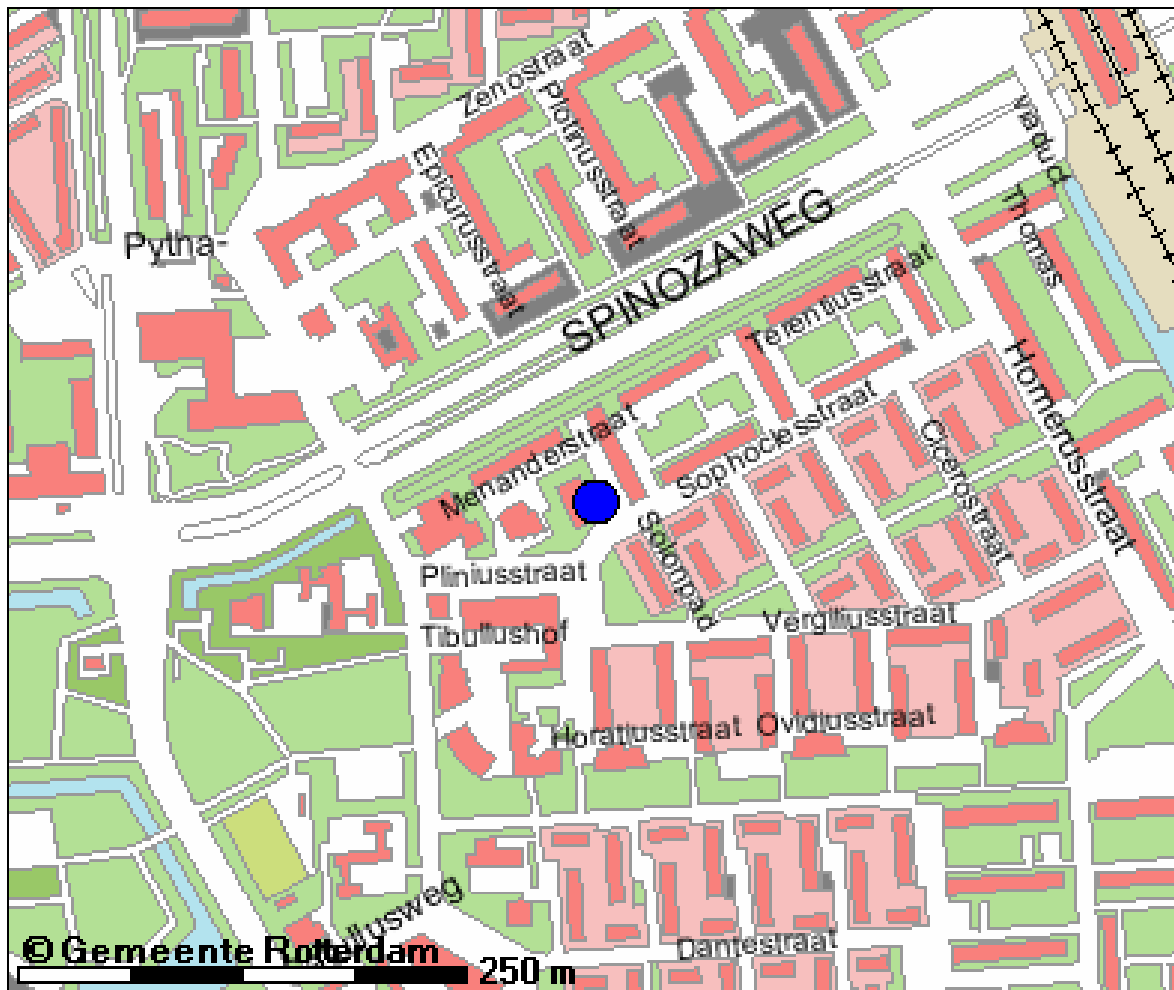 Zenostraat
Plotinusstraat
viaduct
Epicurusstraat
Thomas
SPINOZAWEG
Pytha-
Terentiusstraat
Homerusstraat
Menanderstraat
Sophoclesstraat
Cicerostraat
Solonpad
Pliniusstraat
Vergiliusstraat
Tibullushof
Horatiusstraat
Ovidiusstraat
Dantestraat
© Gemeente Rotterdam
250 m